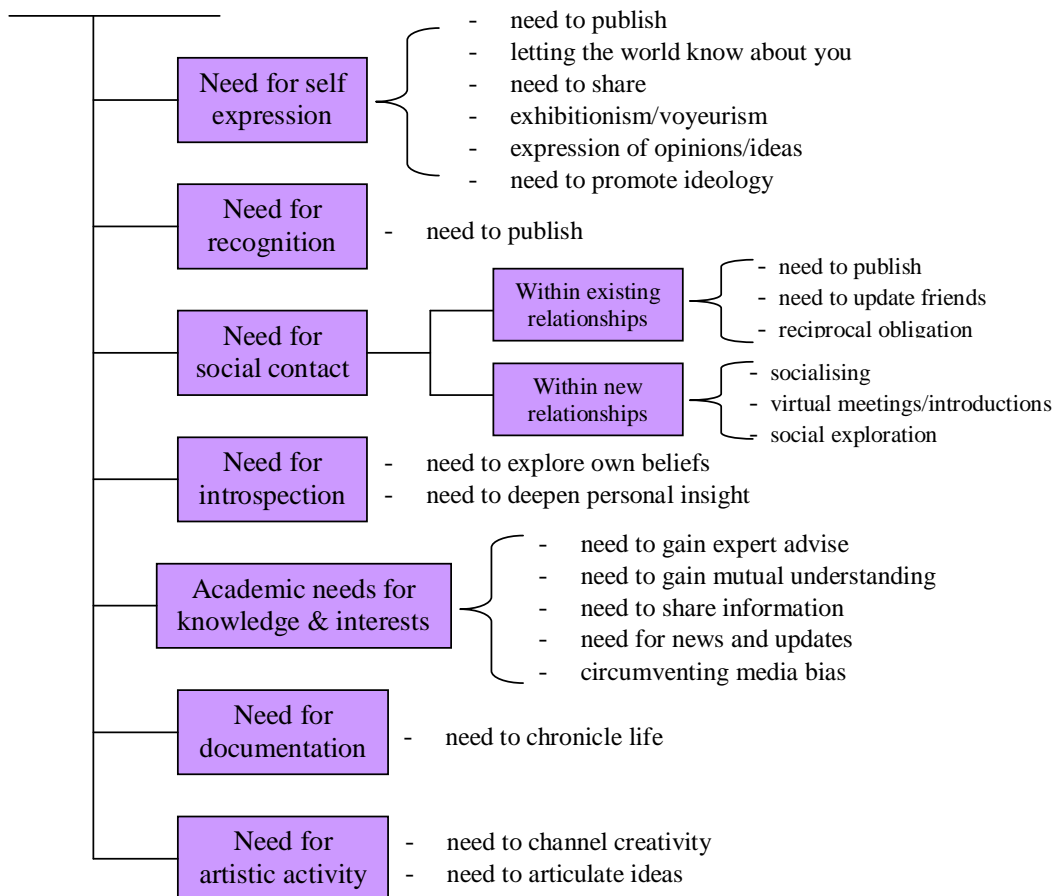 Need for self
expression
- need to publish
- letting the world know about you
- need to share
- exhibitionism/voyeurism
- expression of opinions/ideas
- need to promote ideology
Need for
recognition
- need to publish
Need for
social contact
Within existing
relationships
- need to publish
- need to update friends
- reciprocal obligation
Within new
relationships
- socialising
- virtual meetings/introductions
- social exploration
Need for
introspection
- need to explore own beliefs
- need to deepen personal insight
Academic needs for
knowledge & interests
- need to gain expert advise
- need to gain mutual understanding
- need to share information
- need for news and updates
- circumventing media bias
Need for
documentation
- need to chronicle life
Need for
artistic activity
- need to channel creativity
- need to articulate ideas